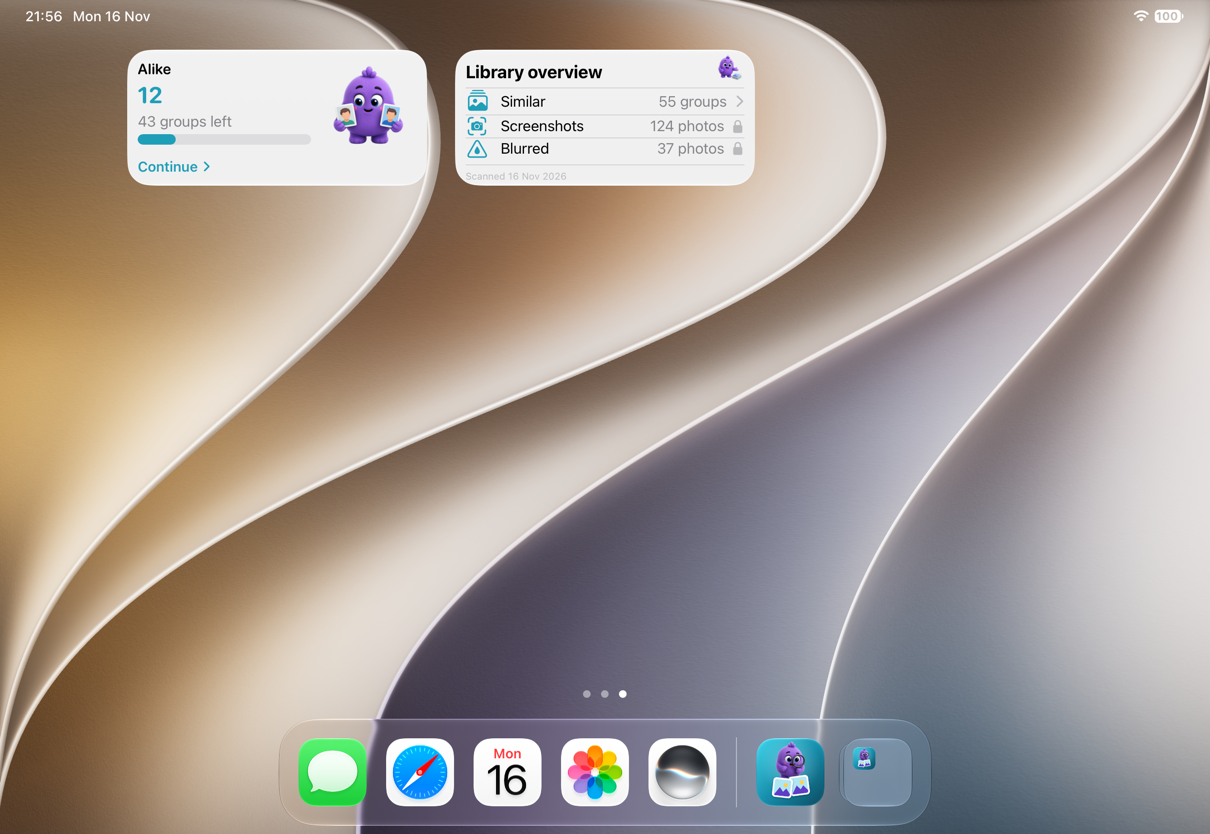 21:56 Mon 16 Nov
100
Alike
12
43 groups left
Continue
Library overview
Similar 55 groups
Screenshots 124 photos
Blurred 37 photos
Scanned 16 Nov 2026
Mon
16